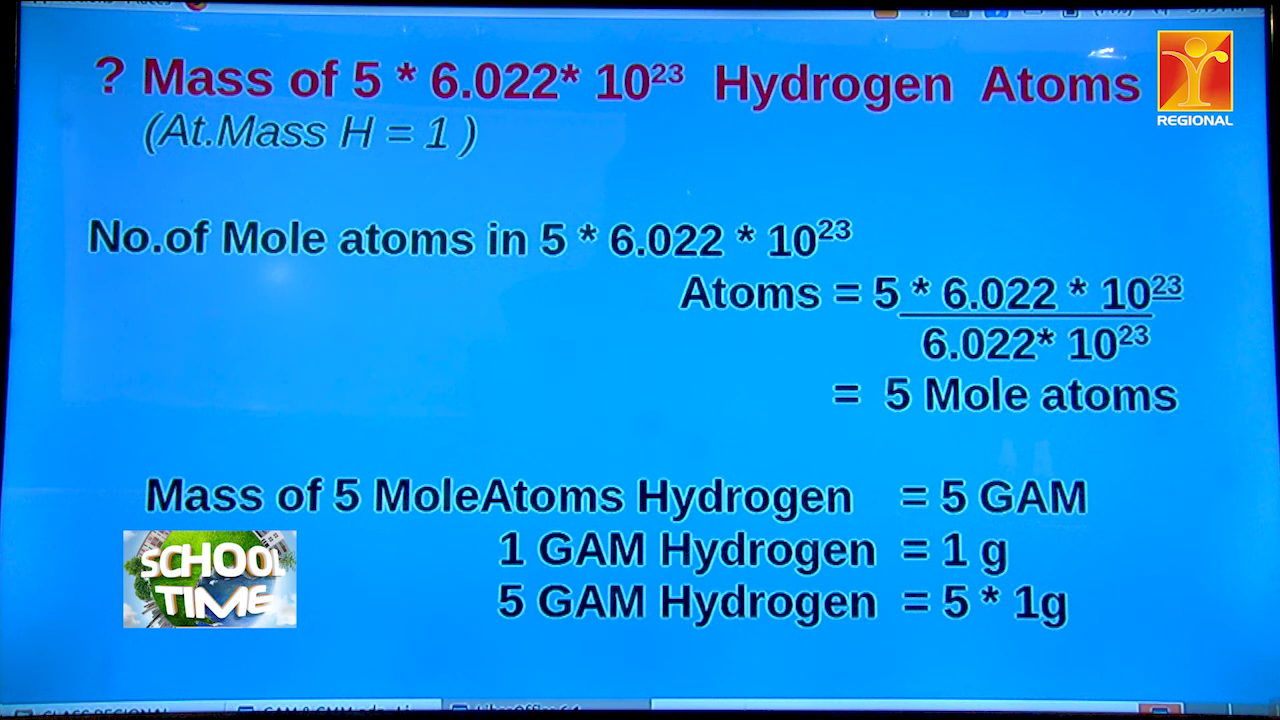 ? Mass of 5 * 6.022* 10²³ Hydrogen Atoms
REGIONAL
(At.Mass H = 1 )
No.of Mole atoms in 5 * 6.022 * 10²³
Atoms = 5 * 6.022 * 10²³
6.022* 10²³
= 5 Mole atoms
Mass of 5 MoleAtoms Hydrogen = 5 GAM
1 GAM Hydrogen = 1 g
5 GAM Hydrogen = 5 * 1g
SCHOOL
TIME